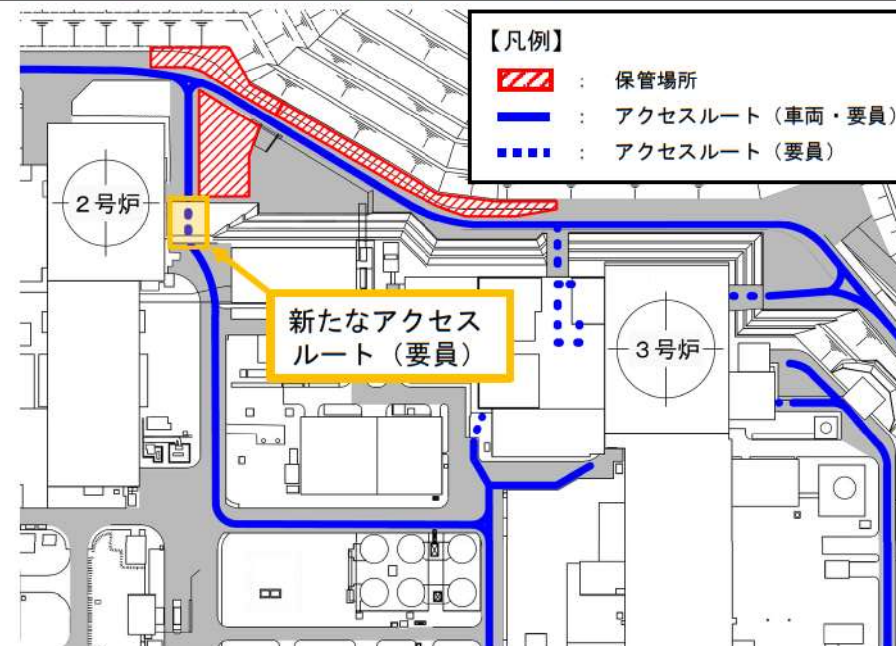 【凡例】
： 保管場所
： アクセスルート（車両・要員）
： アクセスルート（要員）
２号炉
新たなアクセス
ルート（要員）
３号炉